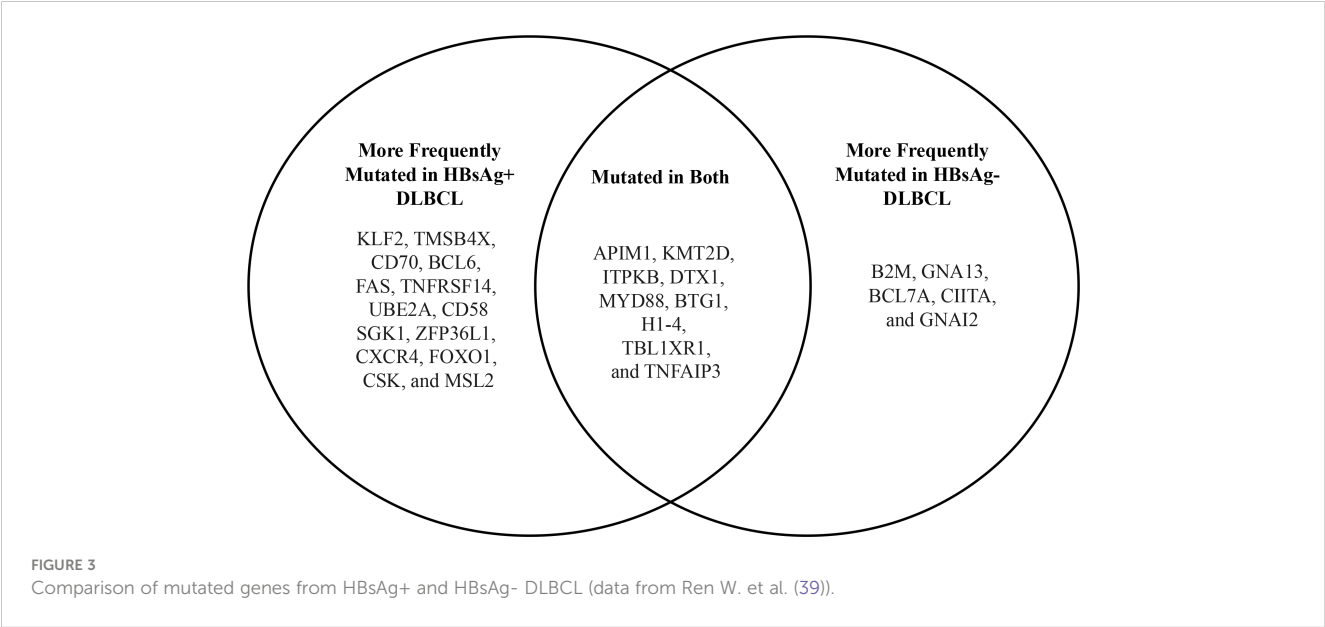 More Frequently
Mutated in HBsAg+
DLBCL
KLF2, TMSB4X,
CD70, BCL6,
FAS, TNFRSF14,
UBE2A, CD58
SGK1, ZFP36L1,
CXCR4, FOXO1,
CSK, and MSL2
Mutated in Both
APIM1, KMT2D,
ITPKB, DTX1,
MYD88, BTG1,
H1-4,
TBL1XR1,
and TNFAIP3
More Frequently
Mutated in HBsAg-
DLBCL
B2M, GNA13,
BCL7A, CIITA,
and GNAI2
FIGURE 3
Comparison of mutated genes from HBsAg+ and HBsAg- DLBCL (data from Ren W. et al. (39)).